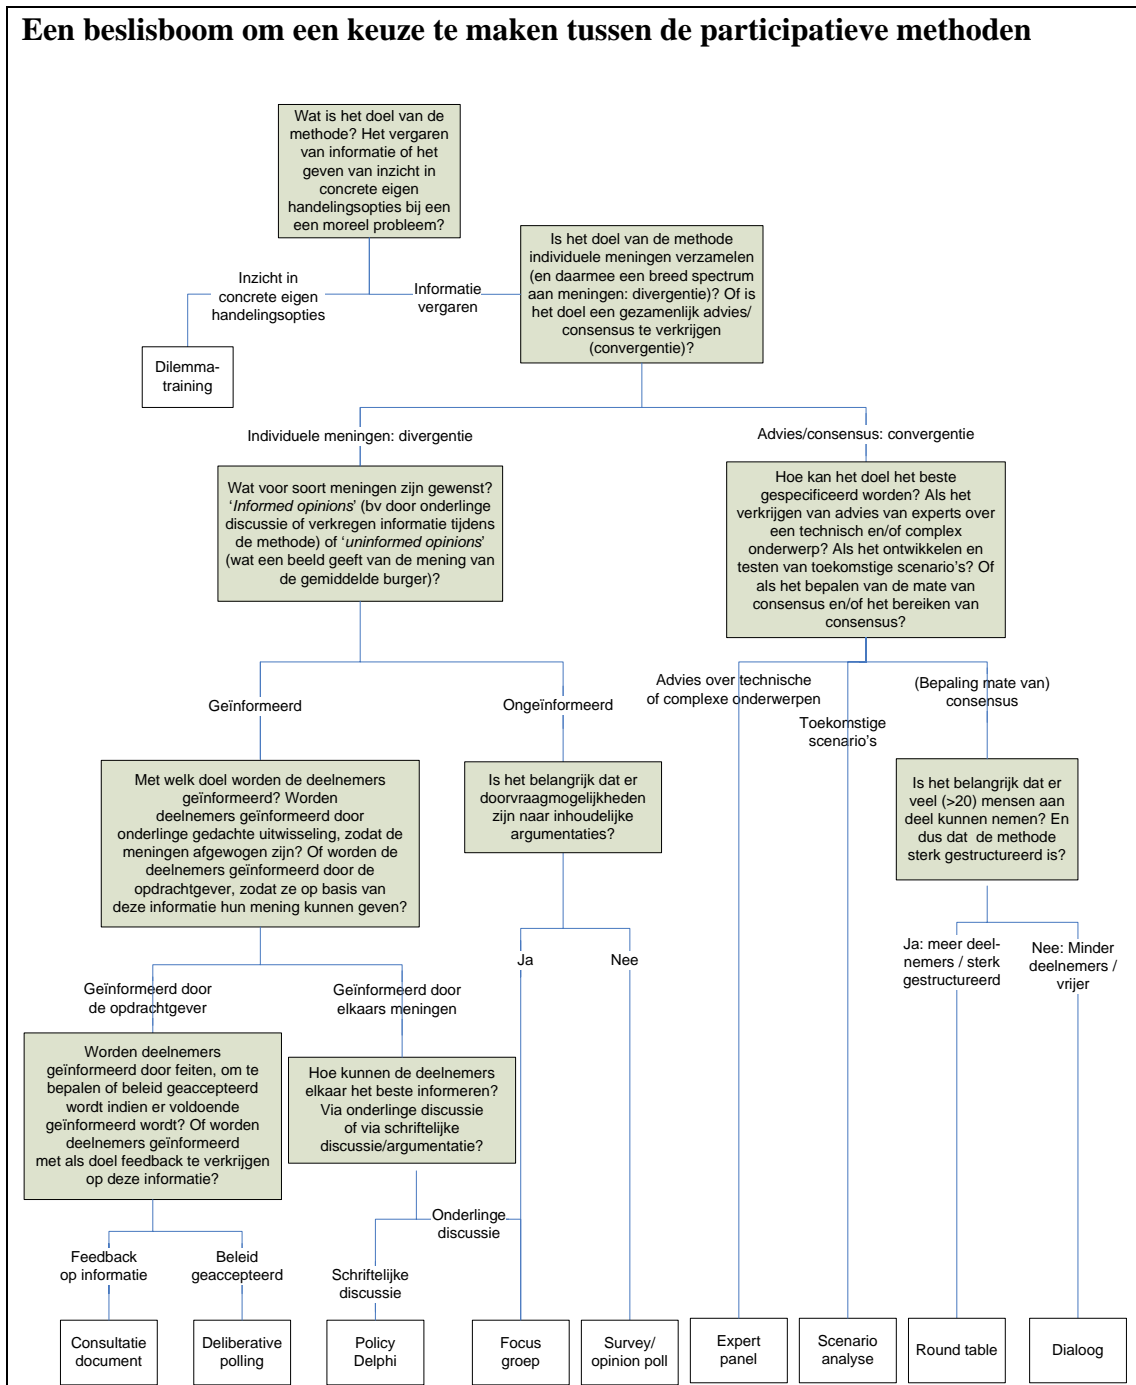 Een beslisboom om een keuze te maken tussen de participatieve methoden
Wat is het doel van de
methode? Het vergaren
van informatie of het
geven van inzicht in
concrete eigen
handelingsopties bij een
een moreel probleem?
Is het doel van de methode
individuele meningen verzamelen
(en daarmee een breed spectrum
aan meningen: divergentie)? Of is
het doel een gezamenlijk advies/
consensus te verkrijgen
(convergentie)?
Inzicht in
concrete eigen
handelingsopties
Informatie
vergaren
Dilemma-
training
Individuele meningen: divergentie
Advies/consensus: convergentie
Wat voor soort meningen zijn gewenst?
‘Informed opinions’ (bv door onderlinge
discussie of verkregen informatie tijdens
de methode) of ‘uninformed opinions’
(wat een beeld geeft van de mening van
de gemiddelde burger)?
Hoe kan het doel het beste
gespecificeerd worden? Als het
verkrijgen van advies van experts over
een technisch en/of complex
onderwerp? Als het ontwikkelen en
testen van toekomstige scenario’s? Of
als het bepalen van de mate van
consensus en/of het bereiken van
consensus?
Geïnformeerd
Ongeïnformeerd
Advies over technische
of complexe onderwerpen
Toekomstige
scenario’s
(Bepaling mate van)
consensus
Met welk doel worden de deelnemers
geïnformeerd? Worden
deelnemers geïnformeerd door
onderlinge gedachte uitwisseling, zodat de
meningen afgewogen zijn? Of worden de
deelnemers geïnformeerd door de
opdrachtgever, zodat ze op basis van
deze informatie hun mening kunnen geven?
Is het belangrijk dat er
doorvraagmogelijkheden
zijn naar inhoudelijke
argumentaties?
Is het belangrijk dat er
veel (>20) mensen aan
deel kunnen nemen? En
dus dat de methode
sterk gestructureerd is?
Ja
Nee
Ja: meer deel-
nemers / sterk
gestructureerd
Nee: Minder
deelnemers /
vrijer
Geïnformeerd door
de opdrachtgever
Geïnformeerd door
elkaars meningen
Worden deelnemers
geïnformeerd door feiten, om te
bepalen of beleid geaccepteerd
wordt indien er voldoende
geïnformeerd wordt? Of worden
deelnemers geïnformeerd
met als doel feedback te verkrijgen
op deze informatie?
Hoe kunnen de deelnemers
elkaar het beste informeren?
Via onderlinge discussie
of via schriftelijke
discussie/argumentatie?
Onderlinge
discussie
Feedback
op informatie
Beleid
geaccepteerd
Schriftelijke
discussie
Consultatie
document
Deliberative
polling
Policy
Delphi
Focus
groep
Survey/
opinion poll
Expert
panel
Scenario
analyse
Round table
Dialoog